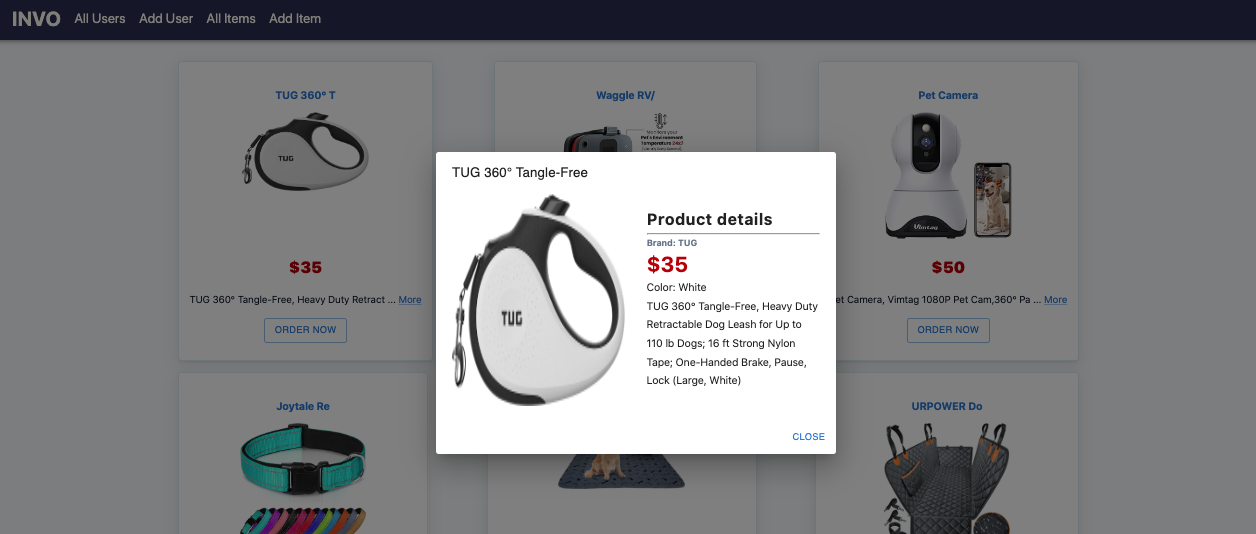 INVO All Users Add User All Items Add Item
TUG 360° T
TUG
$35
TUG 360° Tangle-Free, Heavy Duty Retract ... More
ORDER NOW
Waggle RV/
Monitors your
Pet's Environment
Temperature 24x7
Pet Camera
Vimtag
$50
et Camera, Vimtag 1080P Pet Cam,360° Pa ... More
ORDER NOW
TUG 360° Tangle-Free
TUG
Product details
Brand: TUG
$35
Color: White
TUG 360° Tangle-Free, Heavy Duty
Retractable Dog Leash for Up to
110 lb Dogs; 16 ft Strong Nylon
Tape; One-Handed Brake, Pause,
Lock (Large, White)
CLOSE
Joytale Re
URPOWER Do